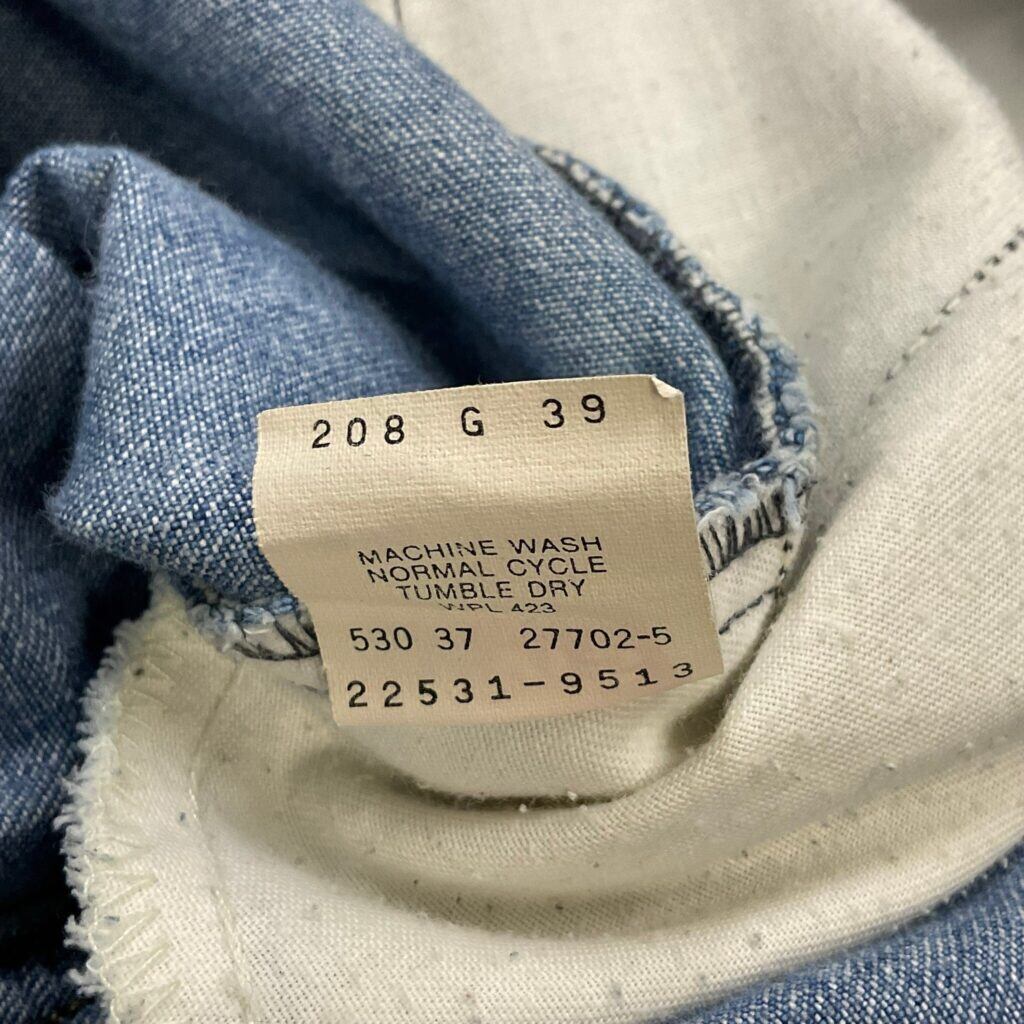 208 G 39
MACHINE WASH
NORMAL CYCLE
TUMBLE DRY
WPL 423
530 37 27702-5
22531-9513